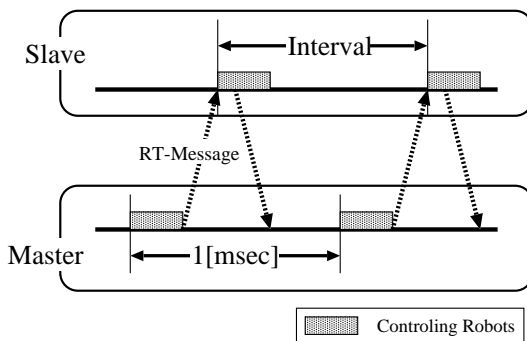 Slave
Interval
RT-Message
Master
1[msec]
Controling Robots